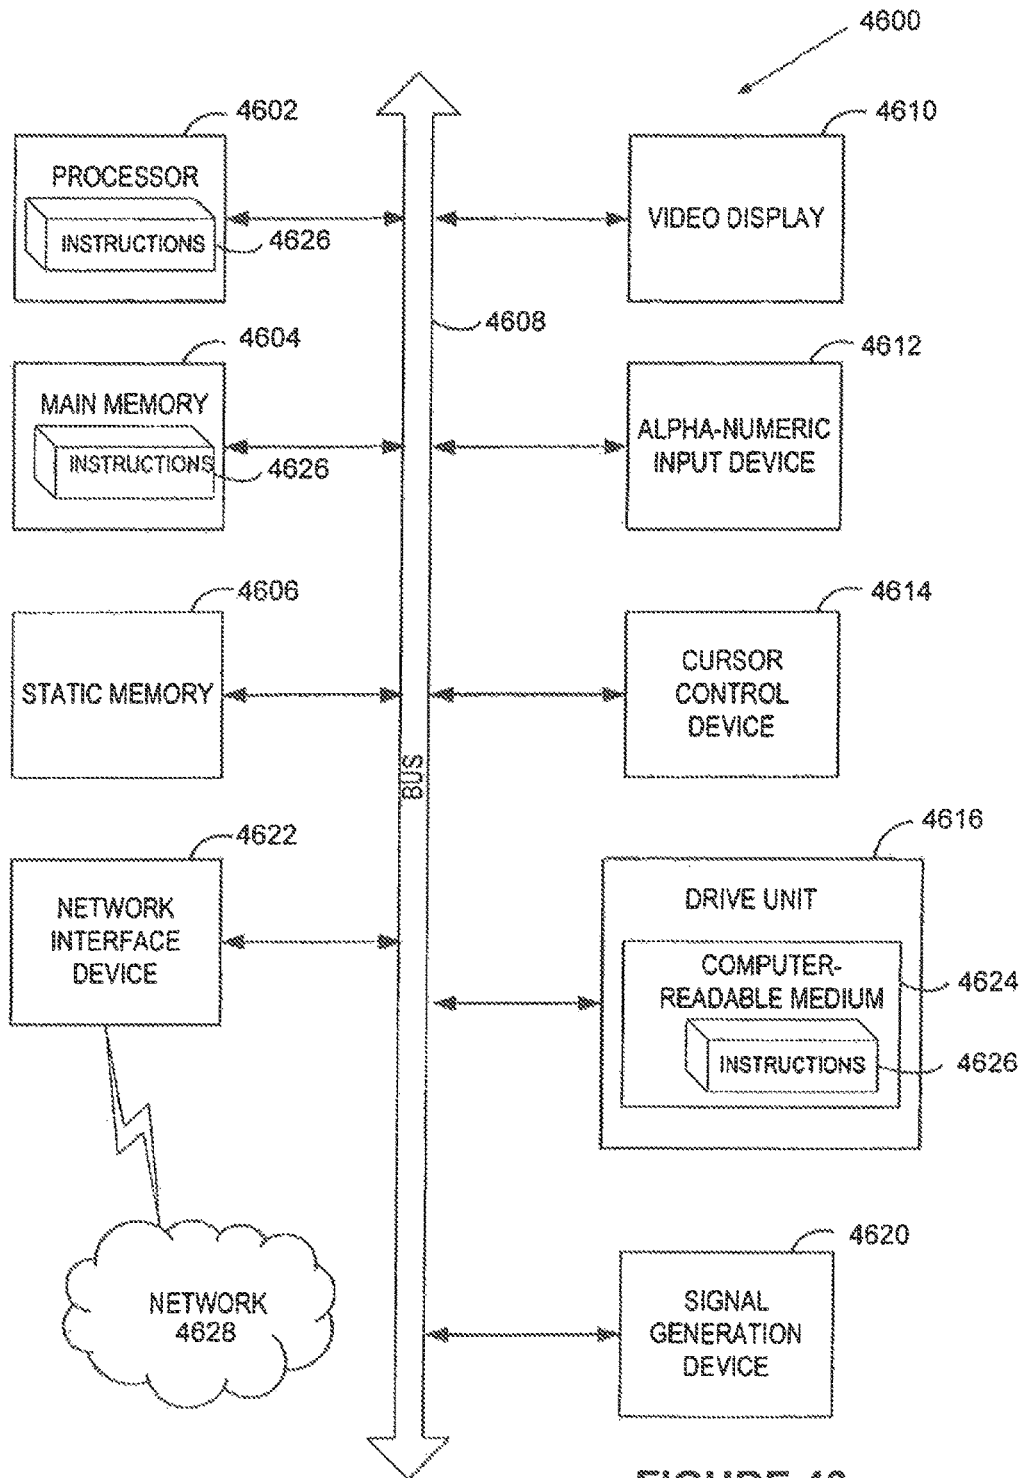 4600
4602
PROCESSOR
INSTRUCTIONS
4626
4604
MAIN MEMORY
INSTRUCTIONS
4626
4606
STATIC MEMORY
4622
NETWORK
INTERFACE
DEVICE
NETWORK
4628
4608
BUS
4610
VIDEO DISPLAY
4612
ALPHA-NUMERIC
INPUT DEVICE
4614
CURSOR
CONTROL
DEVICE
4616
DRIVE UNIT
COMPUTER-
READABLE MEDIUM
4624
INSTRUCTIONS
4626
4620
SIGNAL
GENERATION
DEVICE
FIGURE